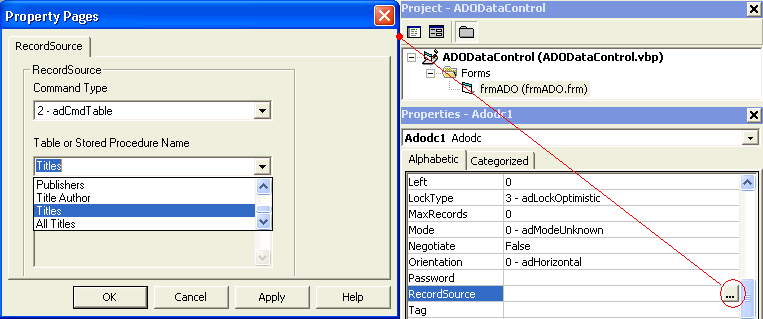 Property Pages
RecordSource
RecordSource
Command Type
2 - adCmdTable
Table or Stored Procedure Name
Titles
Publishers
Title Author
Titles
All Titles
OK
Cancel
Apply
Help
Project - ADODataControl
ADODataControl (ADODataControl.vbp)
Forms
frmADO (frmADO.frm)
Properties - Adodc1
Adodc1 Adodc
Alphabetic
Categorized
Left 0
LockType 3 - adLockOptimistic
MaxRecords 0
Mode 0 - adModeUnknown
Negotiate False
Orientation 0 - adHorizontal
Password
RecordSource ...
Tag